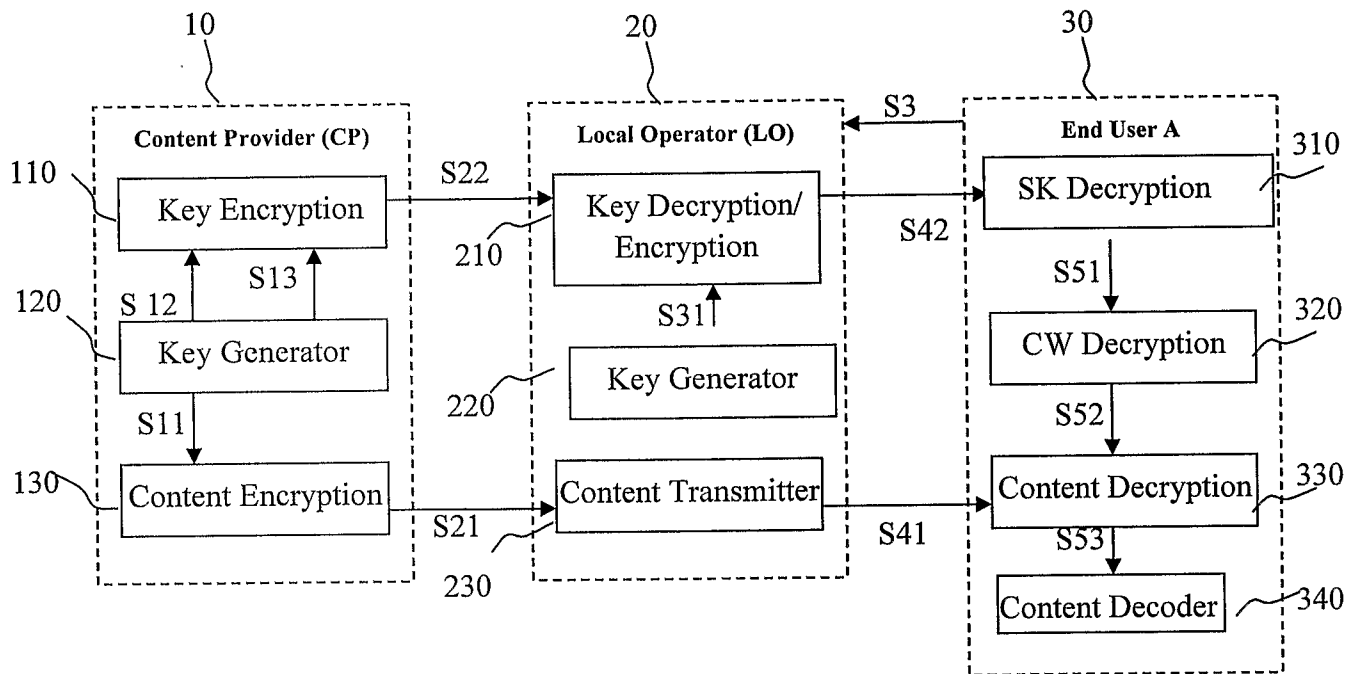 10
20
30
Content Provider (CP)
Local Operator (LO)
S3
End User A
110
Key Encryption
S22
210
Key Decryption/
Encryption
S42
SK Decryption
310
S 12
S13
S31
S51
120
Key Generator
220
Key Generator
CW Decryption
320
S11
S52
130
Content Encryption
S21
230
Content Transmitter
S41
Content Decryption
330
S53
Content Decoder
340